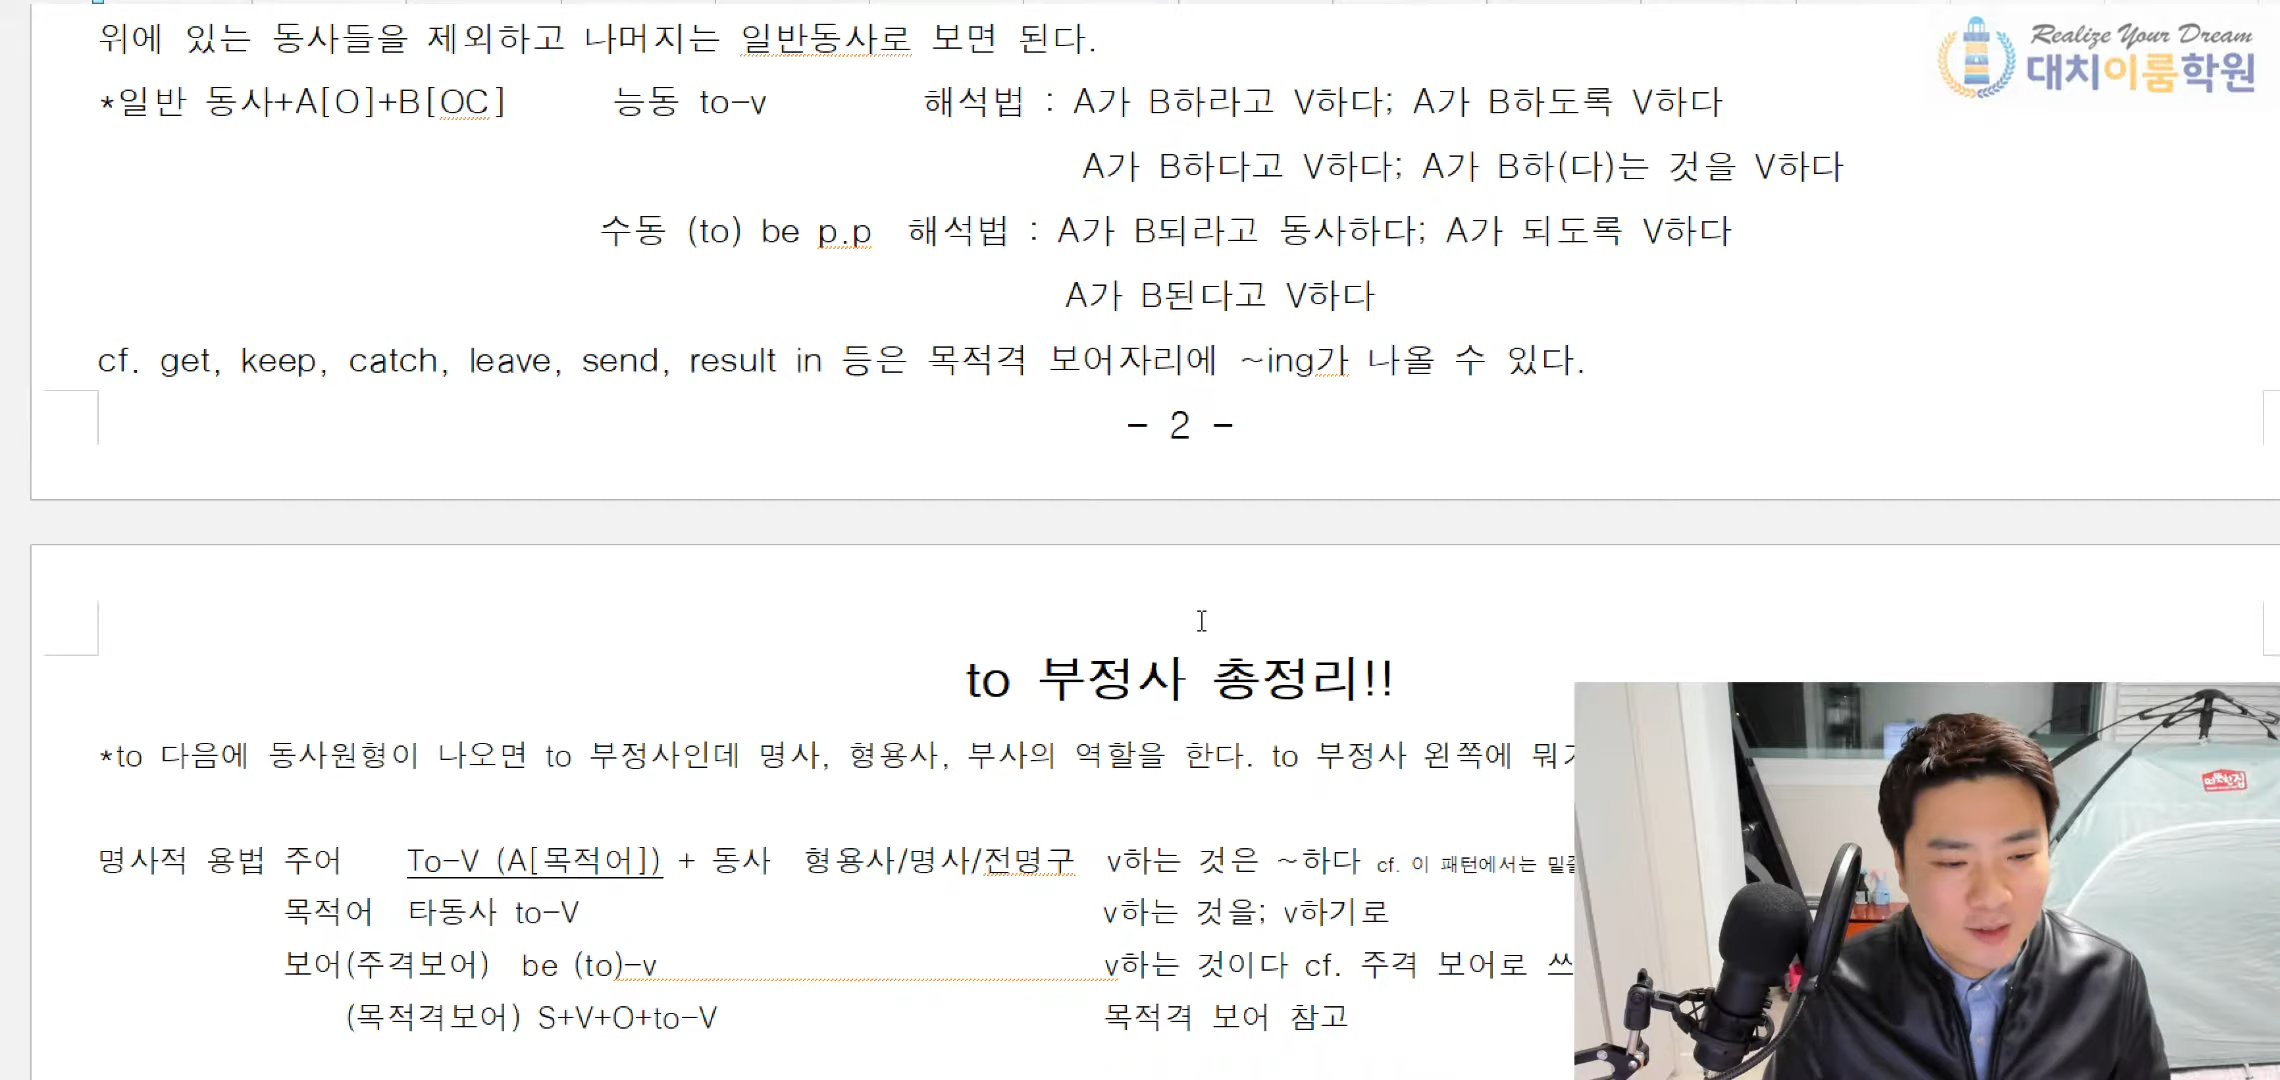 위에 있는 동사들을 제외하고 나머지는 일반동사로 보면 된다.
Realize Your Dream
대치이룸학원
*일반 동사+A[O]+B[OC] 능동 to-v 해석법 : A가 B하라고 V하다; A가 B하도록 V하다
A가 B하다고 V하다; A가 B하(다)는 것을 V하다
수동 (to) be p.p 해석법 : A가 B되라고 동사하다; A가 되도록 V하다
A가 B된다고 V하다
cf. get, keep, catch, leave, send, result in 등은 목적격 보어자리에 ~ing가 나올 수 있다.
- 2 -
to 부정사 총정리!!
*to 다음에 동사원형이 나오면 to 부정사인데 명사, 형용사, 부사의 역할을 한다. to 부정사 왼쪽에
명사적 용법 주어 To-V (A[목적어]) + 동사 형용사/명사/전명구 v하는 것은 ~하다 cf. 이 패턴에서는
목적어 타동사 to-V v하는 것을; v하기로
보어(주격보어) be (to)-v v하는 것이다 cf. 주격 보어로
(목적격보어) S+V+O+to-V 목적격 보어 참고